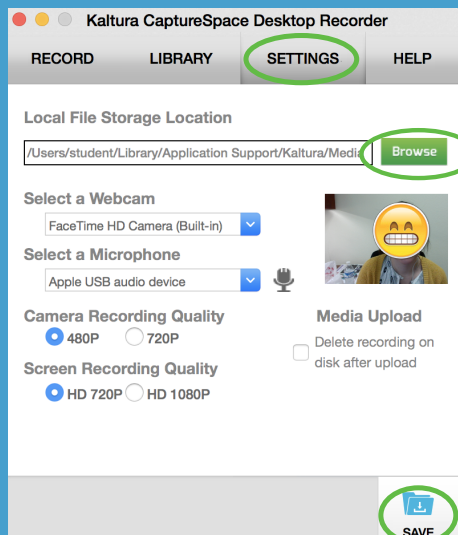 Kaltura CaptureSpace Desktop Recorder
RECORD LIBRARY SETTINGS HELP
Local File Storage Location
/Users/student/Library/Application Support/Kaltura/Media Browse
Select a Webcam
FaceTime HD Camera (Built-in)
Select a Microphone
Apple USB audio device
Camera Recording Quality
480P 720P
Media Upload
Delete recording on
disk after upload
Screen Recording Quality
HD 720P HD 1080P
SAVE